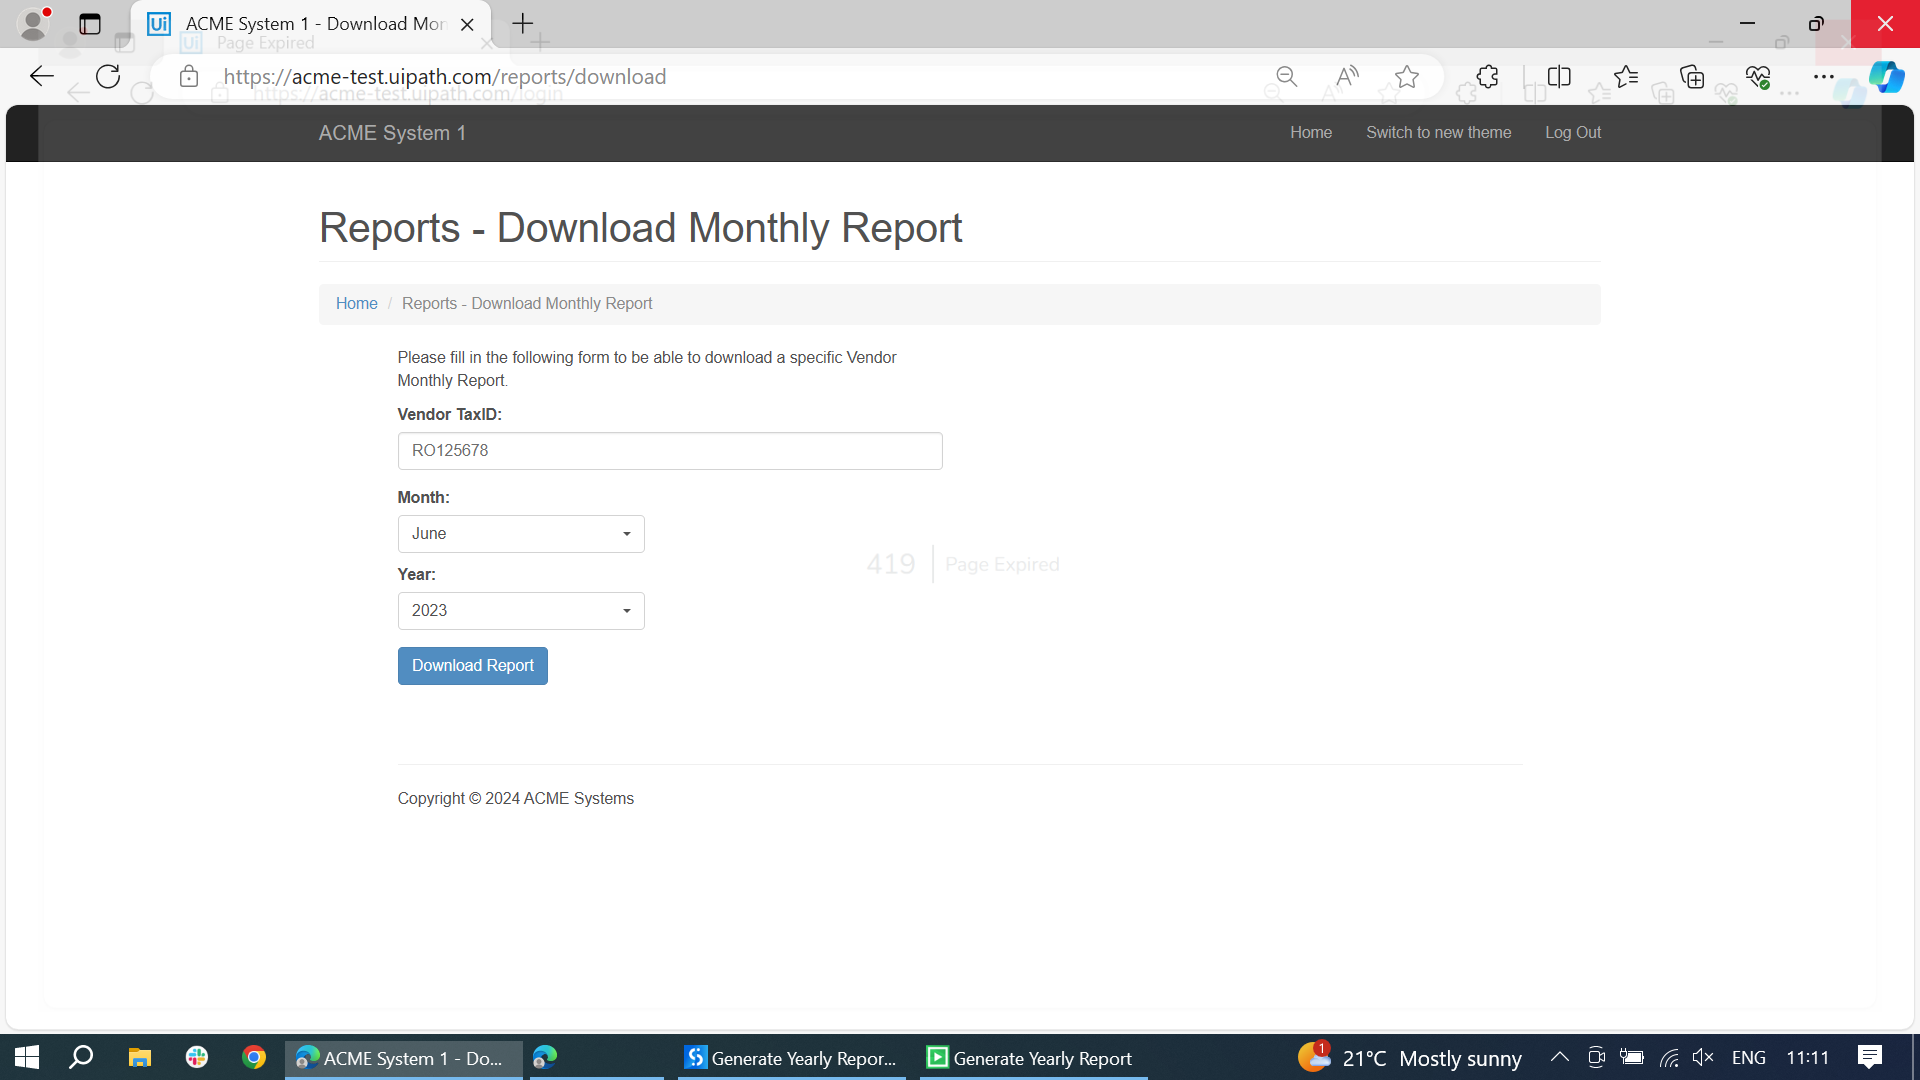 ACME System 1 - Download Mon
Page Expired
https://acme-test.uipath.com/reports/download
https://acme-test.uipath.com/login
ACME System 1
Home
Switch to new theme
Log Out
Reports - Download Monthly Report
Home / Reports - Download Monthly Report
Please fill in the following form to be able to download a specific Vendor
Monthly Report.
Vendor TaxID:
RO125678
Month:
June
419 Page Expired
Year:
2023
Download Report
Copyright © 2024 ACME Systems
ACME System 1 - Do...
Generate Yearly Repor...
Generate Yearly Report
1
21°C Mostly sunny
ENG
11:11